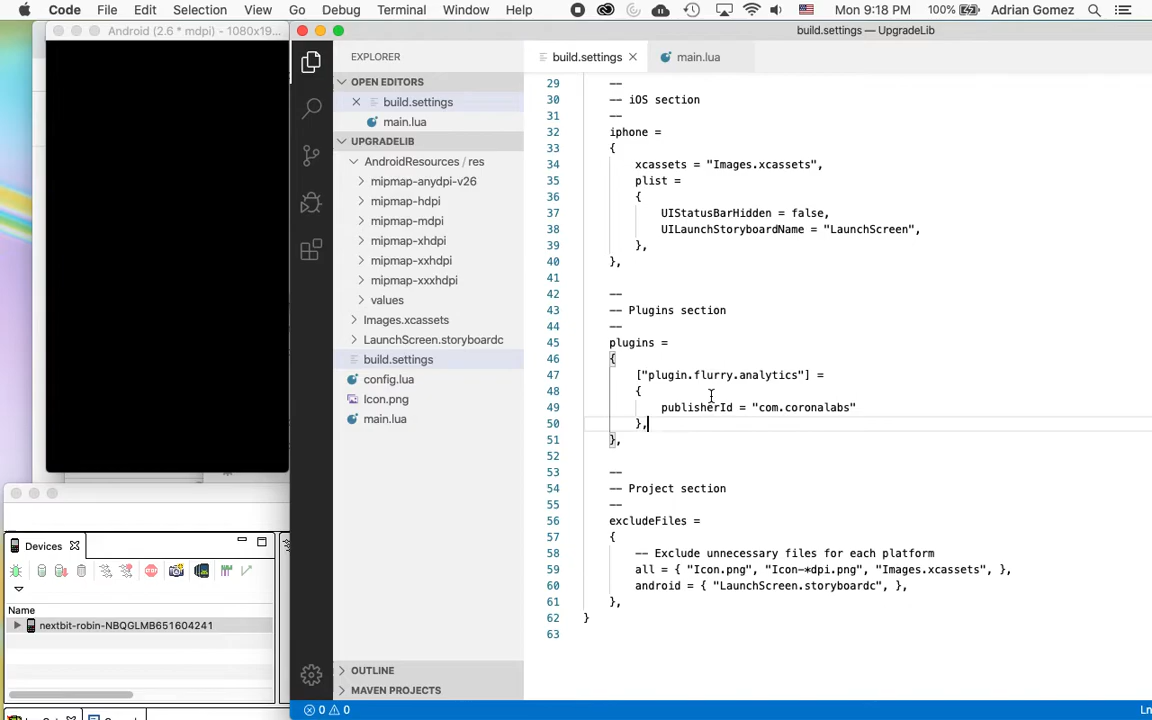 Code File Edit Selection View Go Debug Terminal Window Help Mon 9:18 PM 100% Adrian Gomez
Android (2.6 * mdpi) - 1080x19...
build.settings — UpgradeLib
EXPLORER
OPEN EDITORS
build.settings
main.lua
UPGRADELIB
AndroidResources / res
mipmap-anydpi-v26
mipmap-hdpi
mipmap-mdpi
mipmap-xhdpi
mipmap-xxhdpi
mipmap-xxxhdpi
values
Images.xcassets
LaunchScreen.storyboardc
build.settings
config.lua
Icon.png
main.lua
OUTLINE
MAVEN PROJECTS
build.settings main.lua
29 --
30 -- iOS section
31 --
32 iphone =
33 {
34 xcassets = "Images.xcassets",
35 plist =
36 {
37 UIStatusBarHidden = false,
38 UILaunchStoryboardName = "LaunchScreen",
39 },
40 },
41
42 --
43 -- Plugins section
44 --
45 plugins =
46 {
47 ["plugin.flurry.analytics"] =
48 {
49 publisherId = "com.coronalabs"
50 },
51 },
52
53 --
54 -- Project section
55 --
56 excludeFiles =
57 {
58 -- Exclude unnecessary files for each platform
59 all = { "Icon.png", "Icon-*dpi.png", "Images.xcassets", },
60 android = { "LaunchScreen.storyboardc", },
61 },
62 }
63
Devices
Name
nextbit-robin-NBQGLMB651604241
0 0
Ln